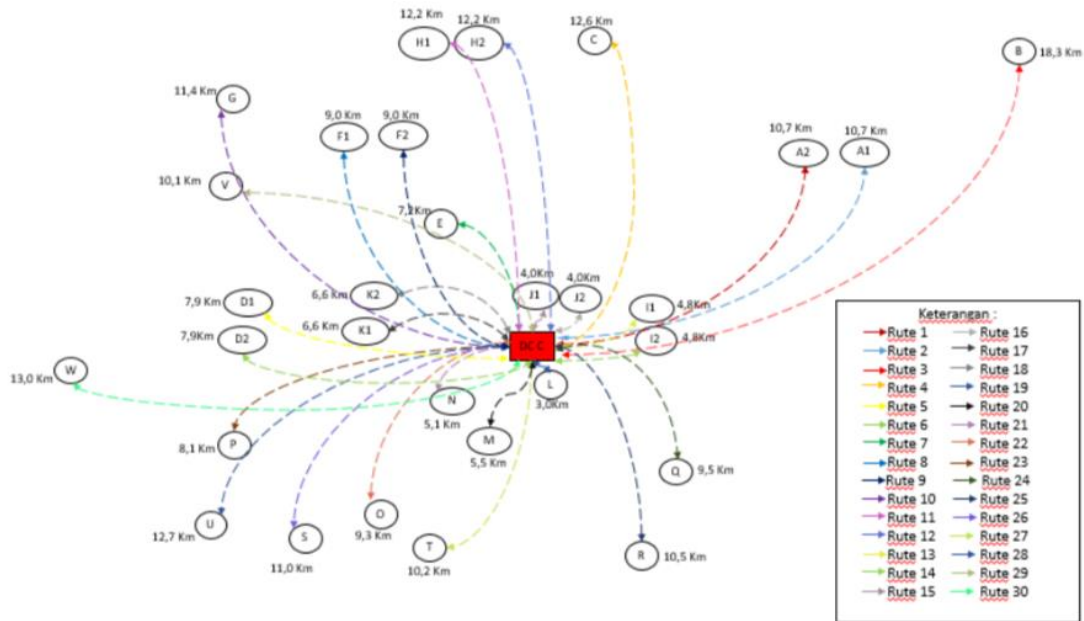 12,2 Km
12,2 Km
12,6 Km
H1
H2
C
B
18,3 Km
11,4 Km
G
9,0 Km
9,0 Km
F1
F2
10,7 Km
10,7 Km
A2
A1
10,1 Km
V
7,2Km
E
4,0Km
4,0Km
7,9 Km
D1
6,6 Km
K2
J1
J2
I1
4,8Km
7,9Km
D2
6,6 Km
K1
DC C
I2
4,8Km
W
13,0 Km
L
3,0Km
N
5,1 Km
P
8,1 Km
M
5,5 Km
Q
9,5 Km
U
12,7 Km
S
11,0 Km
O
9,3 Km
T
10,2 Km
R
10,5 Km
Keterangan :
Rute 1
Rute 16
Rute 2
Rute 17
Rute 3
Rute 18
Rute 4
Rute 19
Rute 5
Rute 20
Rute 6
Rute 21
Rute 7
Rute 22
Rute 8
Rute 23
Rute 9
Rute 24
Rute 10
Rute 25
Rute 11
Rute 26
Rute 12
Rute 27
Rute 13
Rute 28
Rute 14
Rute 29
Rute 15
Rute 30